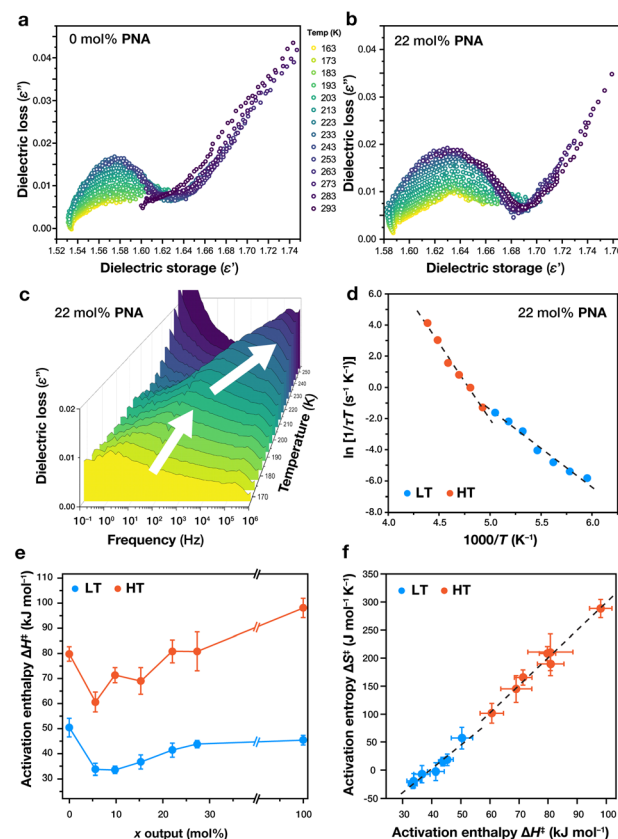 a
0 mol% PNA
Dielectric loss (ε'')
0.04
0.03
0.02
0.01
0.00
1.52 1.56 1.60 1.64 1.68 1.72
1.54 1.58 1.62 1.66 1.70 1.74
Dielectric storage (ε')
Temp (K)
163
173
183
193
203
213
223
233
243
253
263
273
283
293
b
22 mol% PNA
Dielectric loss (ε'')
0.05
0.04
0.03
0.02
0.01
0.00
1.58 1.60 1.62 1.64 1.66 1.68 1.70 1.72 1.74 1.76
Dielectric storage (ε')
c
22 mol% PNA
Dielectric loss (ε'')
0.02
0.01
0.00
10⁻¹ 10⁰ 10¹ 10² 10³ 10⁴ 10⁵ 10⁶
Frequency (Hz)
170
180
190
200
210
220
230
240
250
Temperature (K)
d
22 mol% PNA
ln [1/τT (s⁻¹ K⁻¹)]
6.0
4.0
2.0
0.0
-2.0
-4.0
-6.0
-8.0
LT HT
4.0 4.5 5.0 5.5 6.0
1000/T (K⁻¹)
e
LT HT
Activation enthalpy ΔH‡ (kJ mol⁻¹)
110
100
90
80
70
60
50
40
30
0 10 20 30 100
x output (mol%)
f
LT HT
Activation entropy ΔS‡ (J mol⁻¹ K⁻¹)
350
300
250
200
150
100
50
0
-50
30 40 50 60 70 80 90 100
Activation enthalpy ΔH‡ (kJ mol⁻¹)